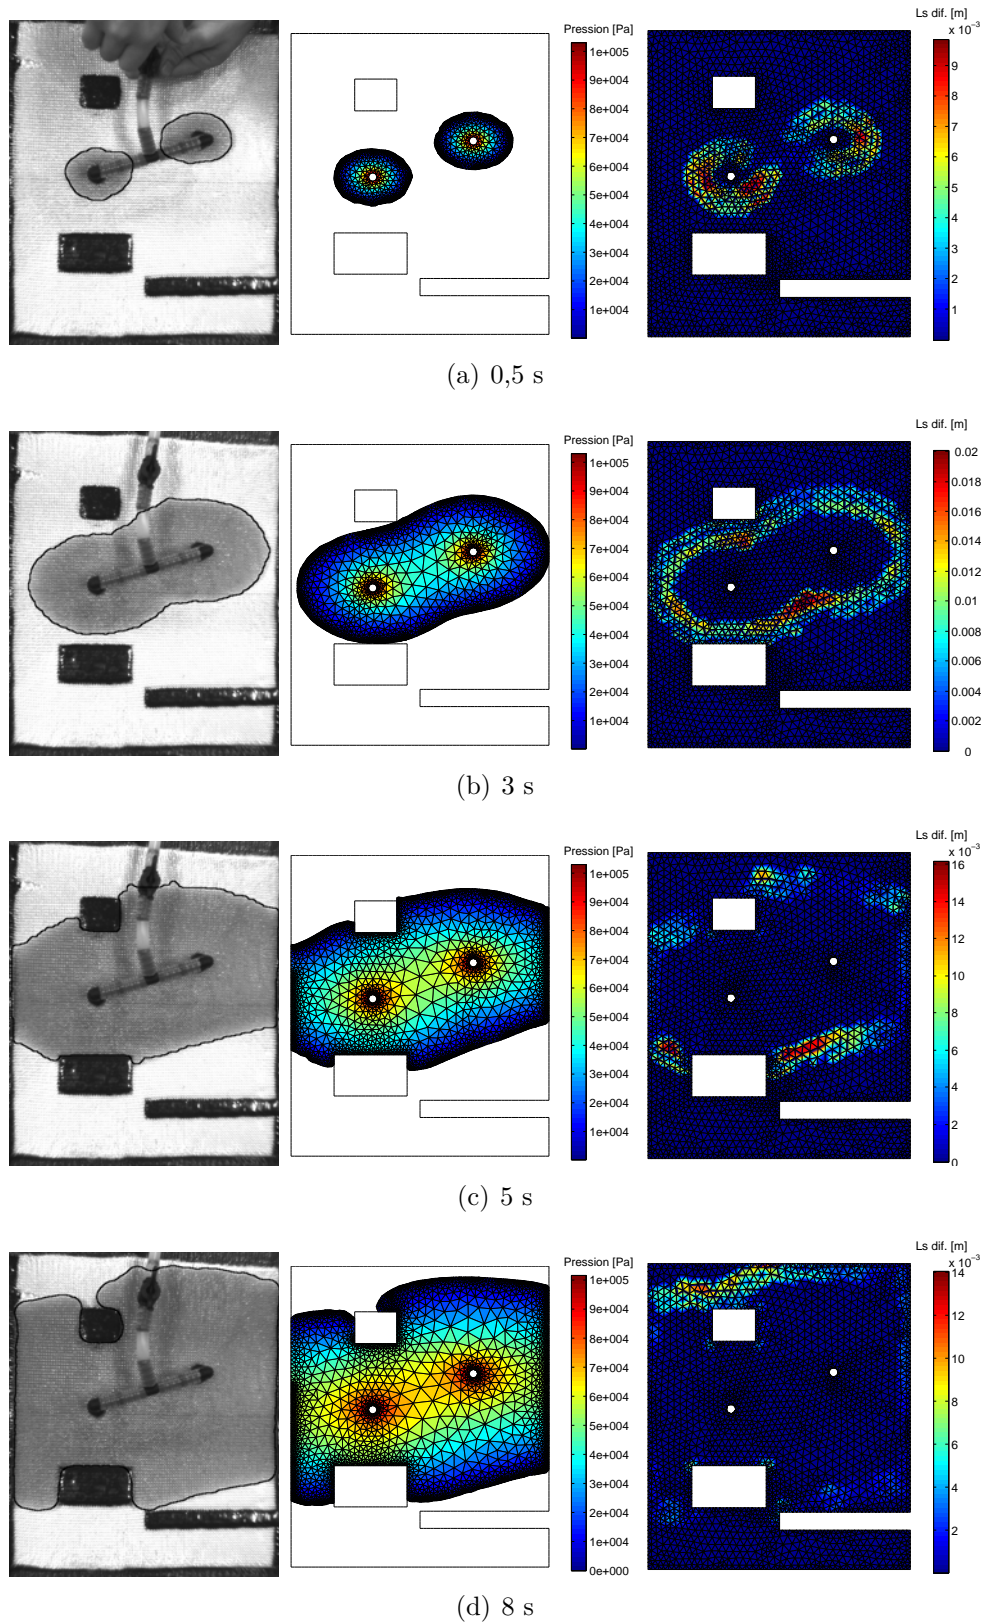 Pression [Pa]
1e+005
9e+004
8e+004
7e+004
6e+004
5e+004
4e+004
3e+004
2e+004
1e+004
Ls dif. [m]
x 10⁻³
9
8
7
6
5
4
3
2
1
(a) 0,5 s
Pression [Pa]
1e+005
9e+004
8e+004
7e+004
6e+004
5e+004
4e+004
3e+004
2e+004
1e+004
Ls dif. [m]
0.02
0.018
0.016
0.014
0.012
0.01
0.008
0.006
0.004
0.002
0
(b) 3 s
Pression [Pa]
1e+005
9e+004
8e+004
7e+004
6e+004
5e+004
4e+004
3e+004
2e+004
1e+004
Ls dif. [m]
x 10⁻³
16
14
12
10
8
6
4
2
0
(c) 5 s
Pression [Pa]
1e+005
9e+004
8e+004
7e+004
6e+004
5e+004
4e+004
3e+004
2e+004
1e+004
0e+000
Ls dif. [m]
x 10⁻³
14
12
10
8
6
4
2
(d) 8 s